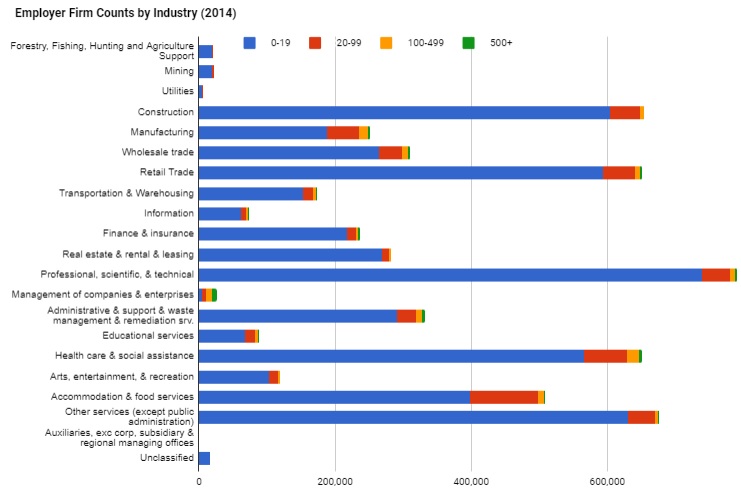 Employer Firm Counts by Industry (2014)
0-19 20-99 100-499 500+
Forestry, Fishing, Hunting and Agriculture
Support
Mining
Utilities
Construction
Manufacturing
Wholesale trade
Retail Trade
Transportation & Warehousing
Information
Finance & insurance
Real estate & rental & leasing
Professional, scientific, & technical
Management of companies & enterprises
Administrative & support & waste
management & remediation srv.
Educational services
Health care & social assistance
Arts, entertainment, & recreation
Accommodation & food services
Other services (except public
administration)
Auxiliaries, exc corp, subsidiary &
regional managing offices
Unclassified
0 200,000 400,000 600,000